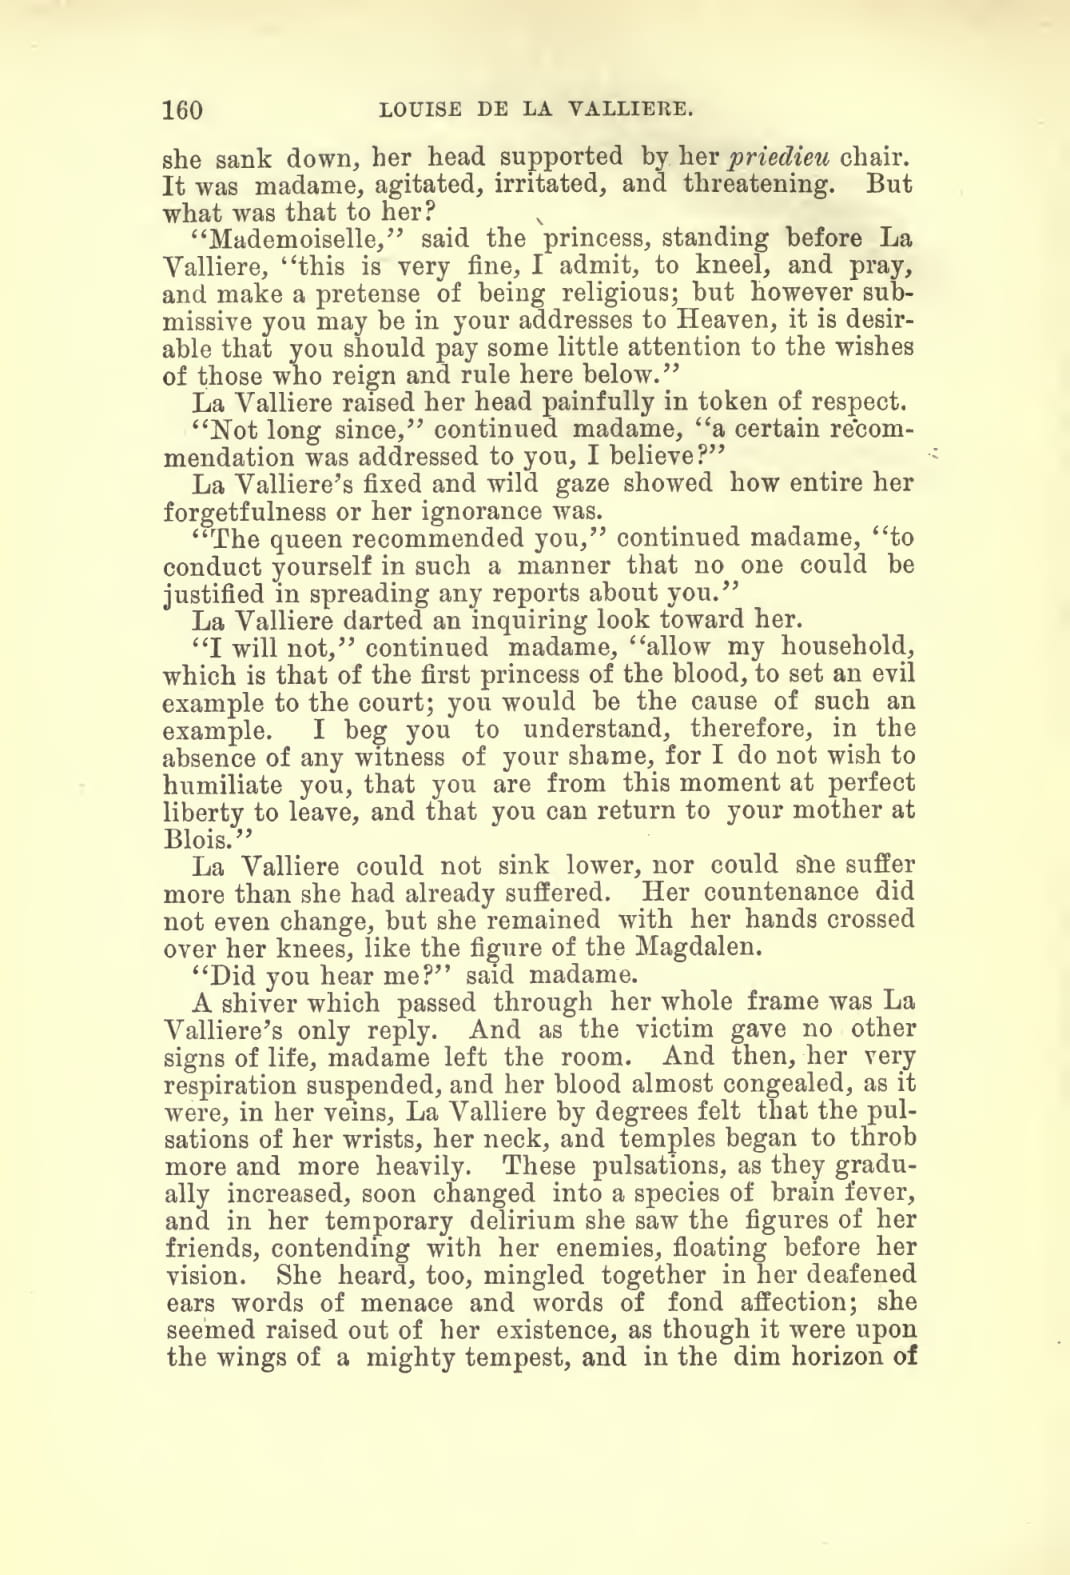 160 LOUISE DE LA VALLIERE.
she sank down, her head supported by her priedieu chair.
It was madame, agitated, irritated, and threatening. But
what was that to her?
“Mademoiselle,” said the princess, standing before La
Valliere, “this is very fine, I admit, to kneel, and pray,
and make a pretense of being religious; but however sub-
missive you may be in your addresses to Heaven, it is desir-
able that you should pay some little attention to the wishes
of those who reign and rule here below.”
La Valliere raised her head painfully in token of respect.
“Not long since,” continued madame, “a certain recom-
mendation was addressed to you, I believe?”
La Valliere’s fixed and wild gaze showed how entire her
forgetfulness or her ignorance was.
“The queen recommended you,” continued madame, “to
conduct yourself in such a manner that no one could be
justified in spreading any reports about you.”
La Valliere darted an inquiring look toward her.
“I will not,” continued madame, “allow my household,
which is that of the first princess of the blood, to set an evil
example to the court; you would be the cause of such an
example. I beg you to understand, therefore, in the
absence of any witness of your shame, for I do not wish to
humiliate you, that you are from this moment at perfect
liberty to leave, and that you can return to your mother at
Blois.”
La Valliere could not sink lower, nor could she suffer
more than she had already suffered. Her countenance did
not even change, but she remained with her hands crossed
over her knees, like the figure of the Magdalen.
“Did you hear me?” said madame.
A shiver which passed through her whole frame was La
Valliere’s only reply. And as the victim gave no other
signs of life, madame left the room. And then, her very
respiration suspended, and her blood almost congealed, as it
were, in her veins, La Valliere by degrees felt that the pul-
sations of her wrists, her neck, and temples began to throb
more and more heavily. These pulsations, as they gradu-
ally increased, soon changed into a species of brain fever,
and in her temporary delirium she saw the figures of her
friends, contending with her enemies, floating before her
vision. She heard, too, mingled together in her deafened
ears words of menace and words of fond affection; she
seemed raised out of her existence, as though it were upon
the wings of a mighty tempest, and in the dim horizon of